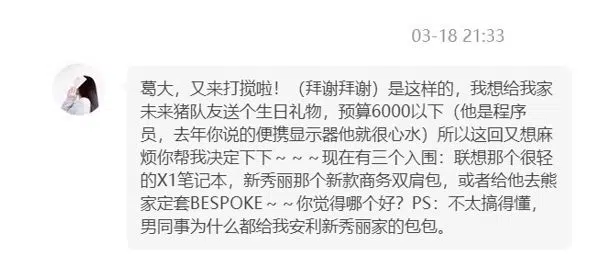 03-18 21:33
葛大，又来打搅啦！（拜谢拜谢）是这样的，我想给我家
未来猪队友送个生日礼物，预算6000以下（他是程序
员，去年你说的便携显示器他就很心水）所以这回又想麻
烦你帮我决定下下～～～现在有三个入围：联想那个很轻
的X1笔记本，新秀丽那个新款商务双肩包，或者给他去熊
家定套BESPOKE～～你觉得哪个好？PS：不太搞得懂，
男同事为什么都给我安利新秀丽家的包包。